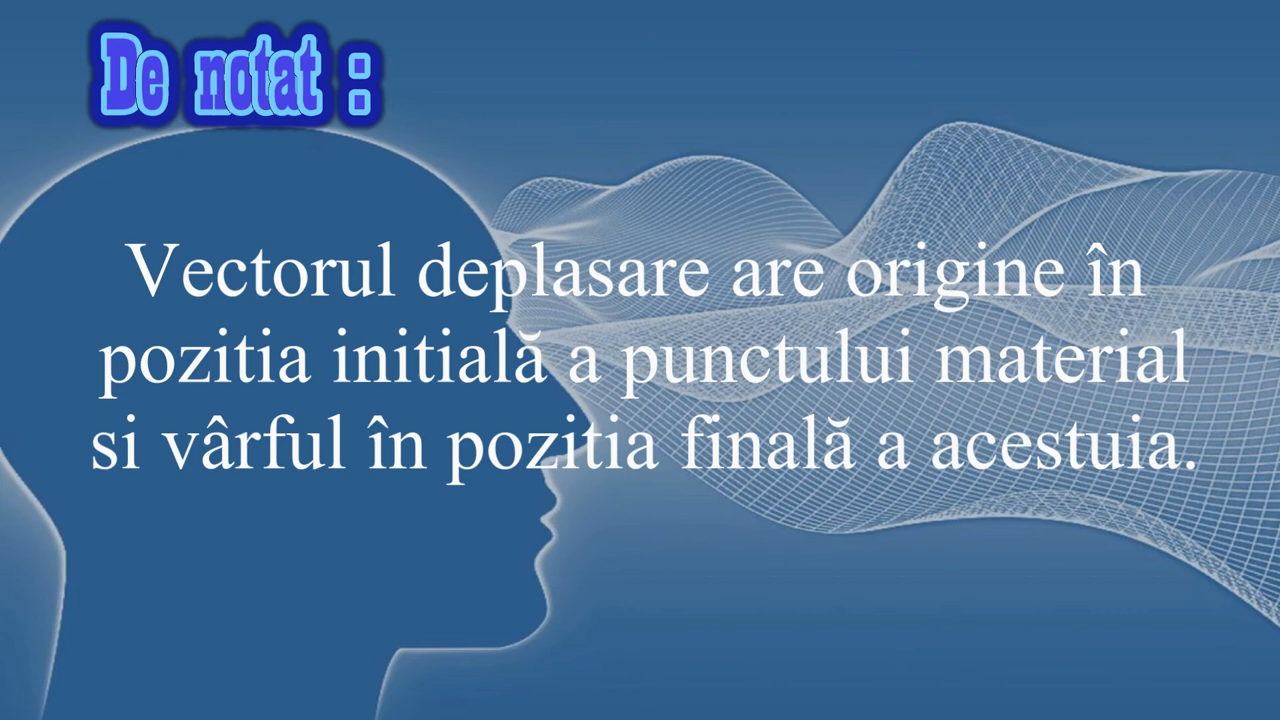 De notat :
Vectorul deplasare are origine în
pozitia initială a punctului material
si vârful în pozitia finală a acestuia.